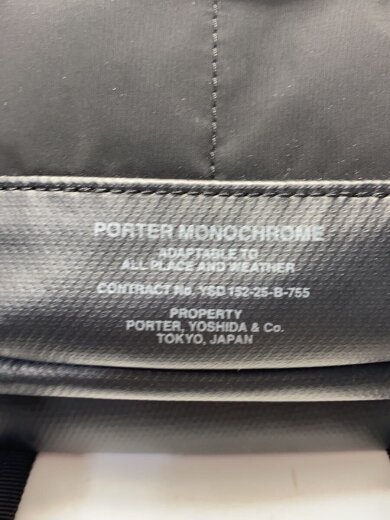 PORTER MONOCHROME
ADAPTABLE TO
ALL PLACE AND WEATHER
CONTRACT No. YSD 152-25-B-755
PROPERTY
PORTER, YOSHIDA & Co.
TOKYO, JAPAN